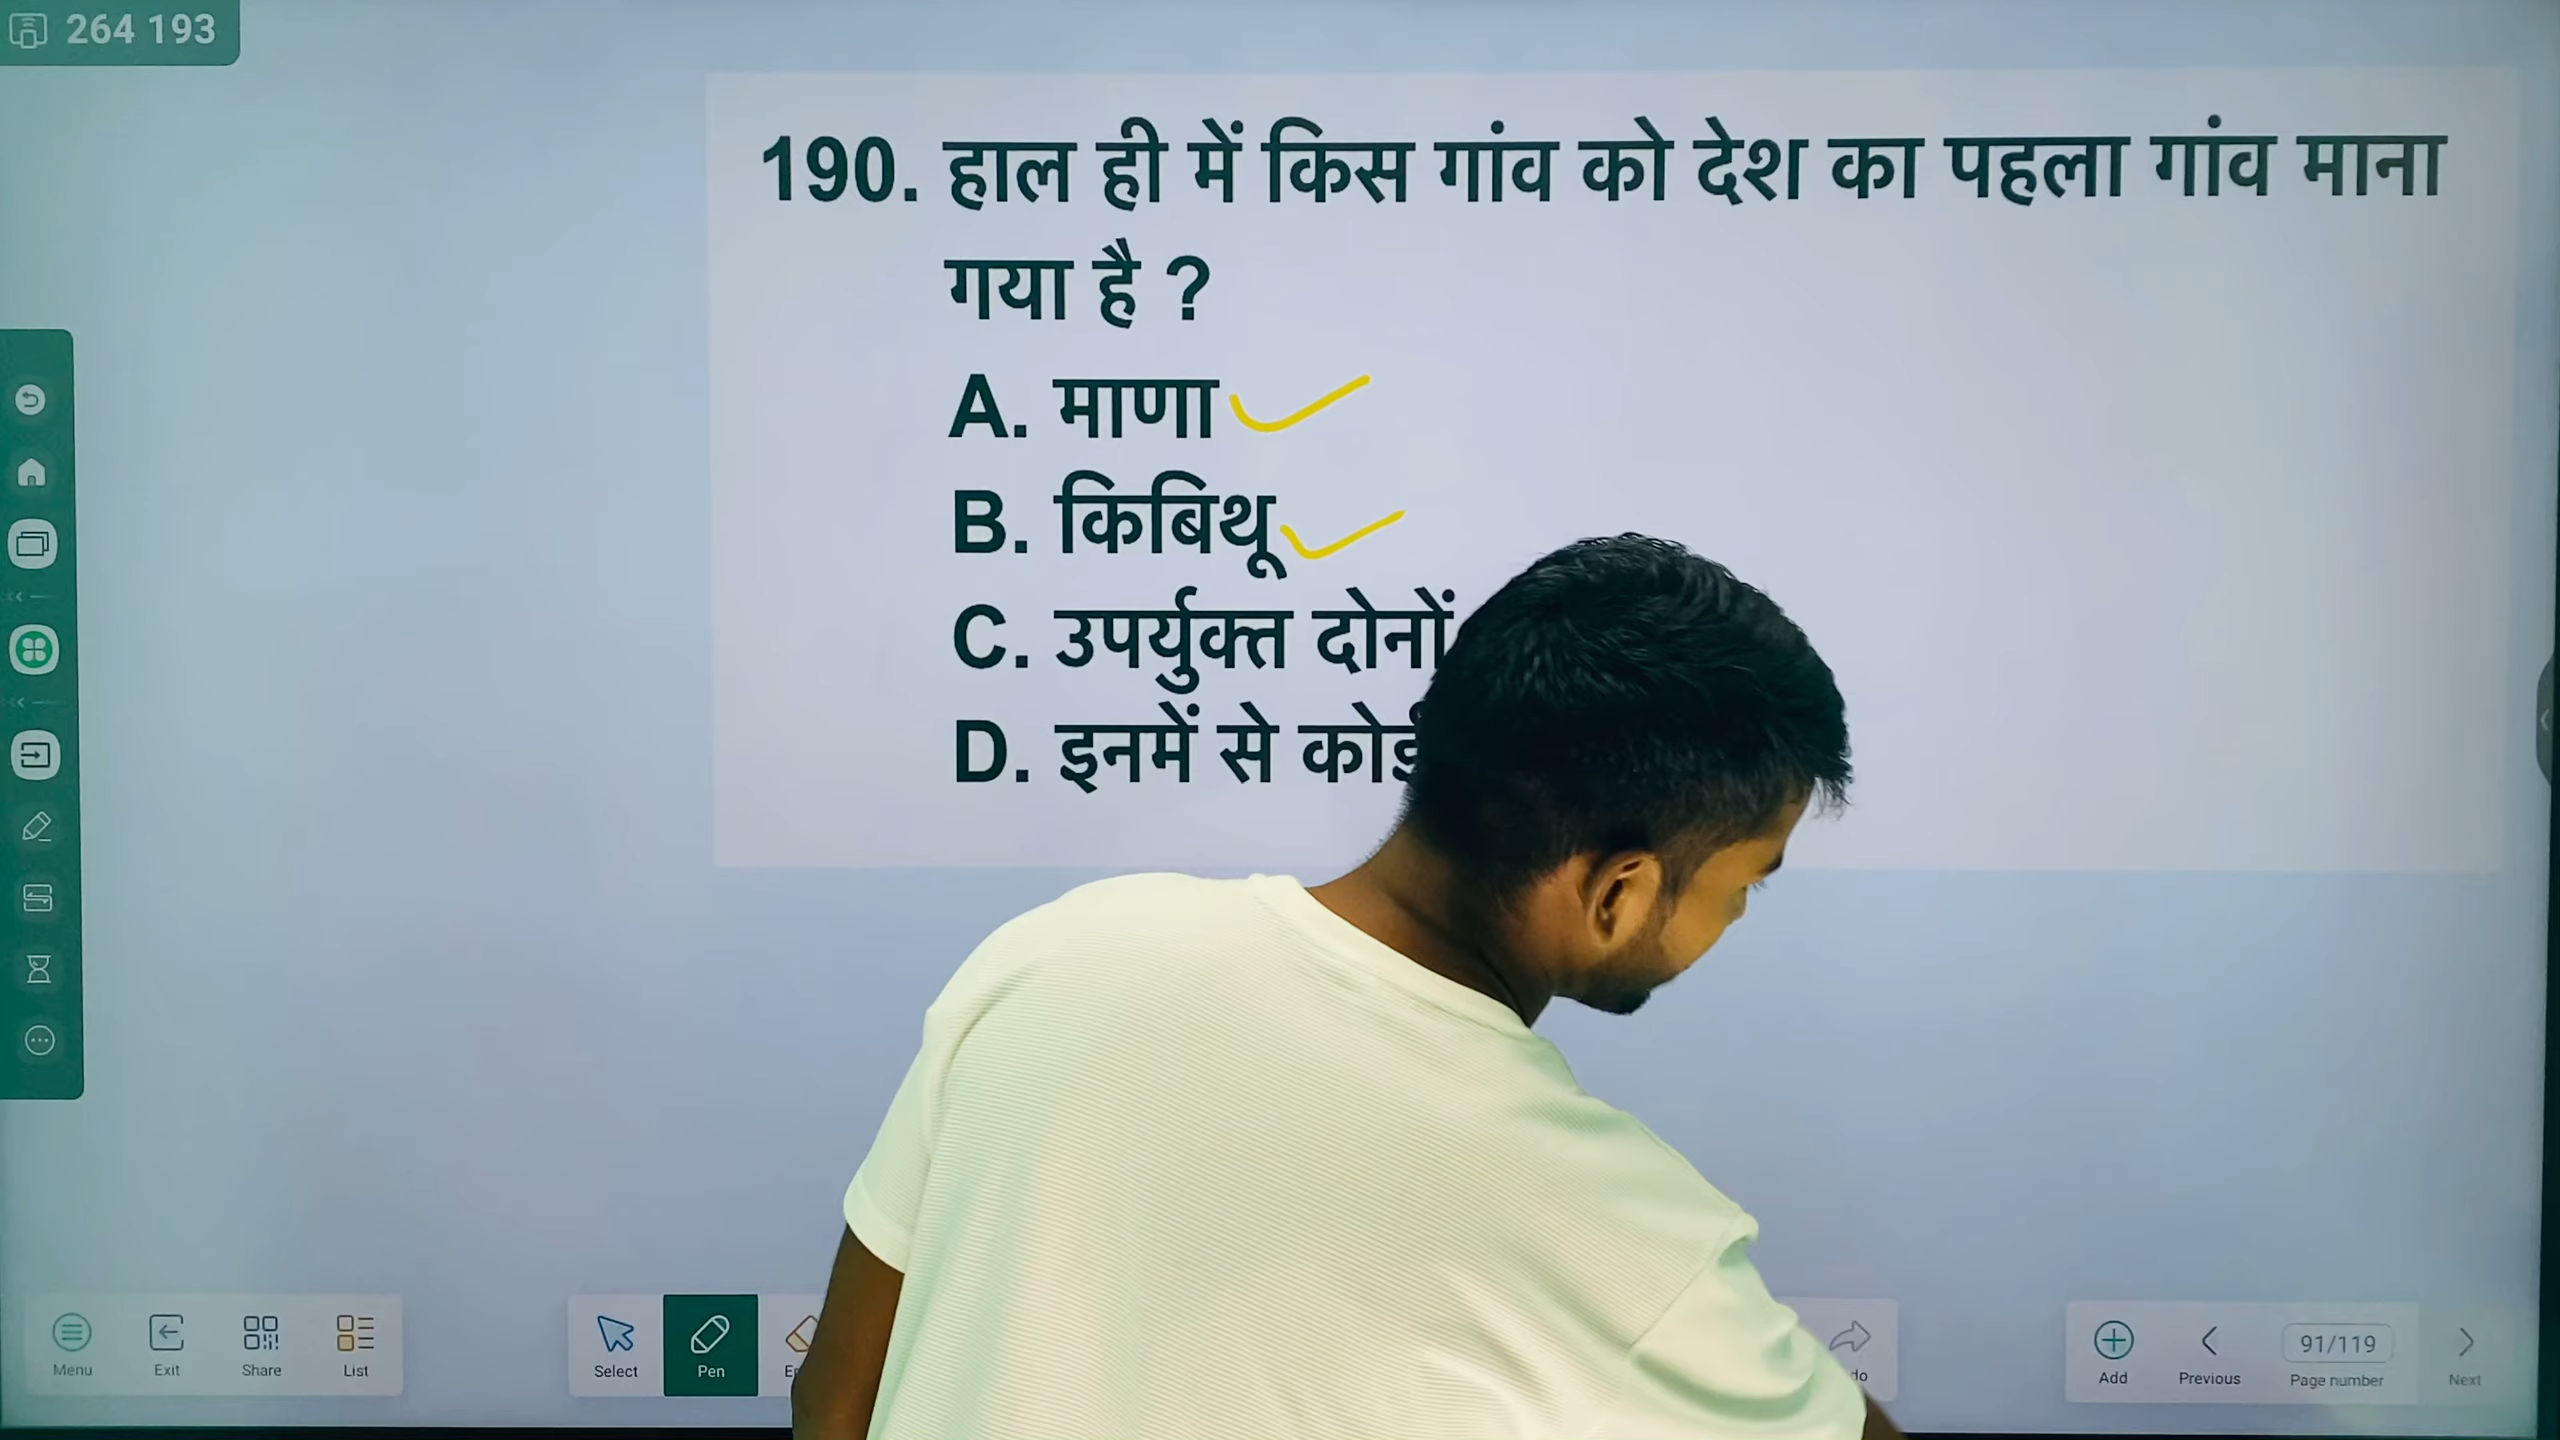 264 193
190. हाल ही में किस गांव को देश का पहला गांव माना
गया है ?
A. माणा
B. किबिथू
C. उपर्युक्त दोनों
D. इनमें से कोई
Menu Exit Share List Select Pen Add Previous 91/119 Page number Next